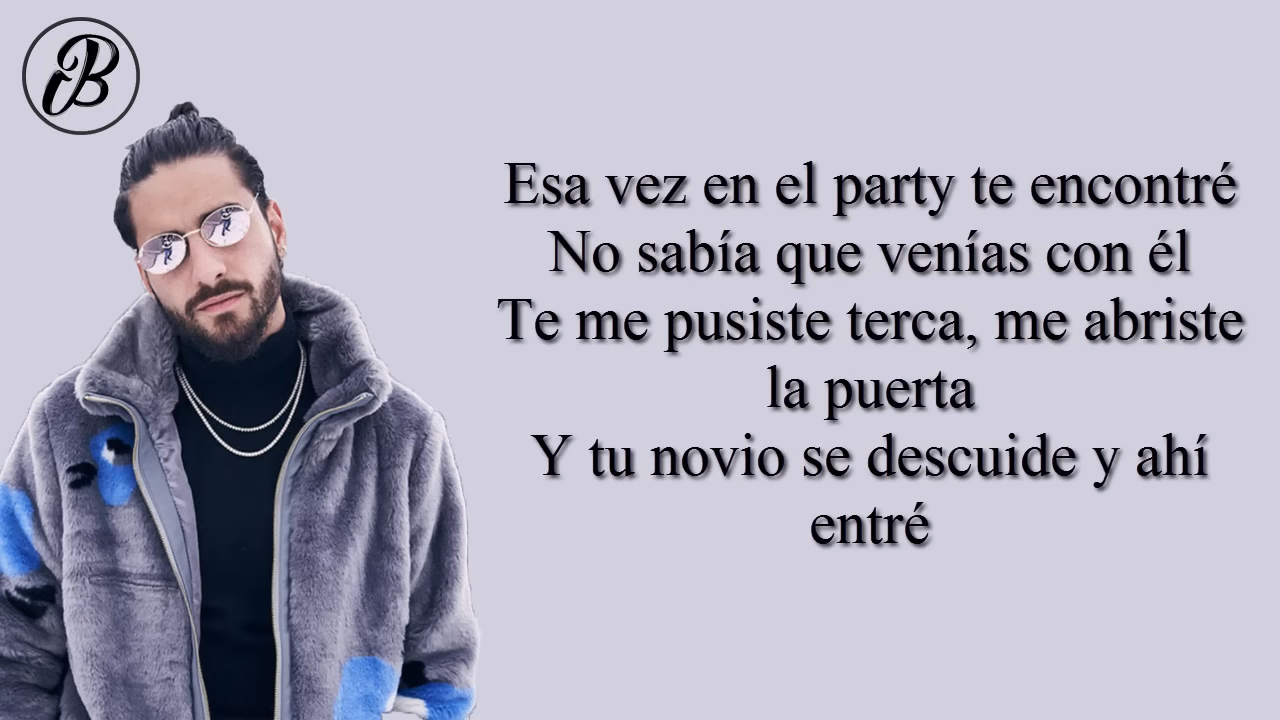 B
Esa vez en el party te encontré
No sabía que venías con él
Te me pusiste terca, me abriste
la puerta
Y tu novio se descuide y ahí
entré